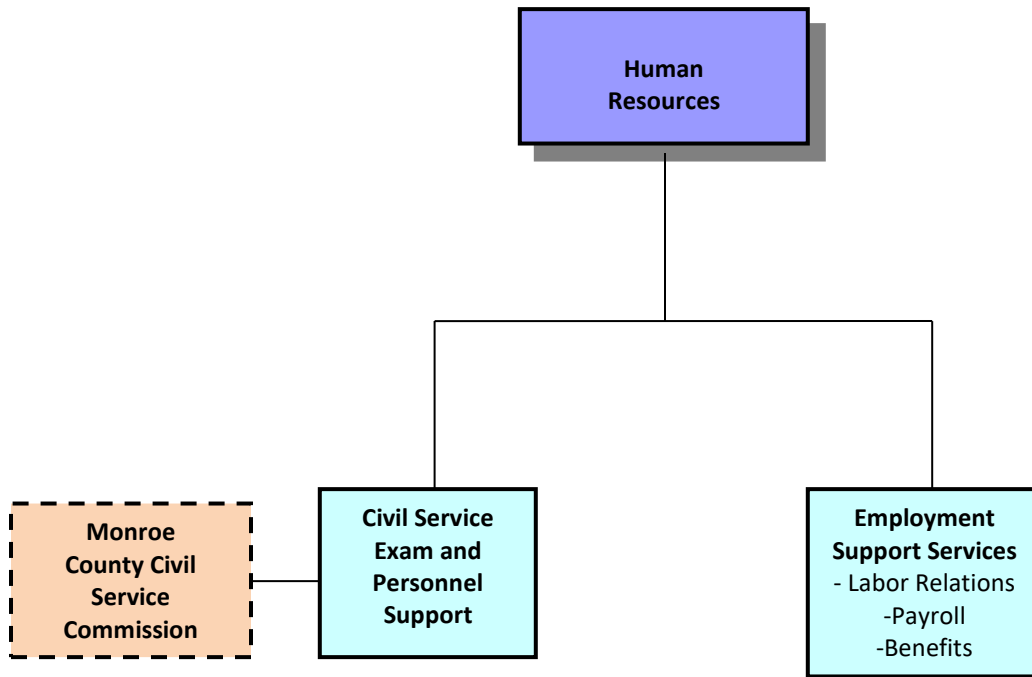 Human
Resources
Monroe
County Civil
Service
Commission
Civil Service
Exam and
Personnel
Support
Employment
Support Services
- Labor Relations
-Payroll
-Benefits